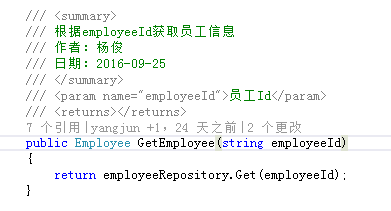 /// <summary>
/// 根据employeeId获取员工信息
/// 作者：杨俊
/// 日期：2016-09-25
/// </summary>
/// <param name="employeeId">员工Id</param>
/// <returns></returns>
7 个引用|yangjun +1，24 天之前|2 个更改
public Employee GetEmployee(string employeeId)
{
return employeeRepository.Get(employeeId);
}